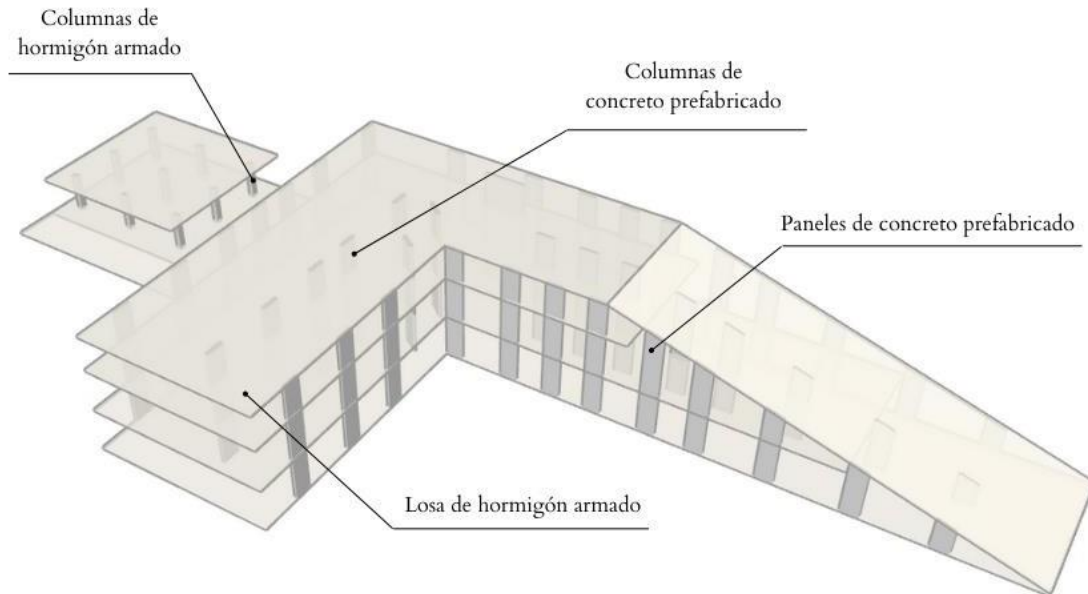 Columnas de
hormigón armado
Columnas de
concreto prefabricado
Paneles de concreto prefabricado
Losa de hormigón armado